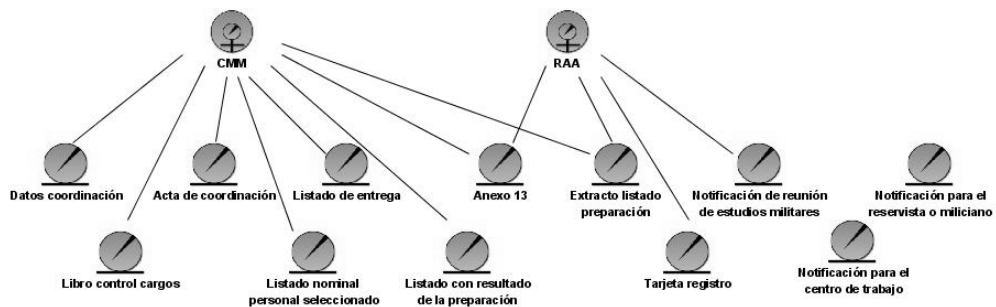 CMM
RAA
Datos coordinación
Acta de coordinación
Listado de entrega
Anexo 13
Extracto listado
preparación
Notificación de reunión
de estudios militares
Notificación para el
reservista o miliciano
Libro control cargos
Listado nominal
personal seleccionado
Listado con resultado
de la preparación
Tarjeta registro
Notificación para el
centro de trabajo